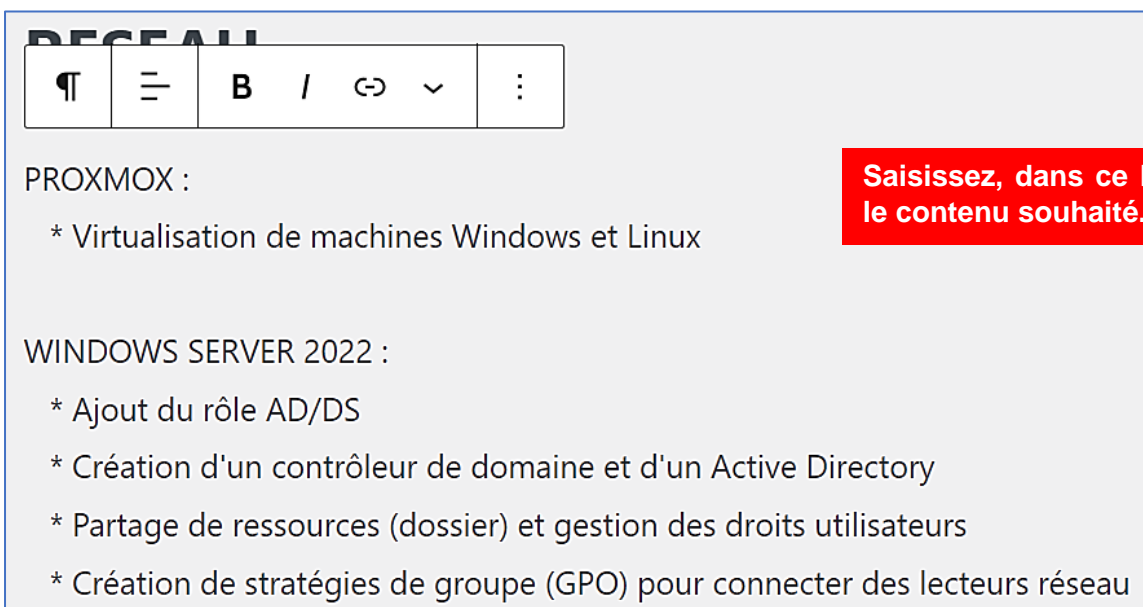 RESEAU
B I
PROXMOX :
Saisissez, dans ce
le contenu souhaité.
* Virtualisation de machines Windows et Linux
WINDOWS SERVER 2022 :
* Ajout du rôle AD/DS
* Création d'un contrôleur de domaine et d'un Active Directory
* Partage de ressources (dossier) et gestion des droits utilisateurs
* Création de stratégies de groupe (GPO) pour connecter des lecteurs réseau